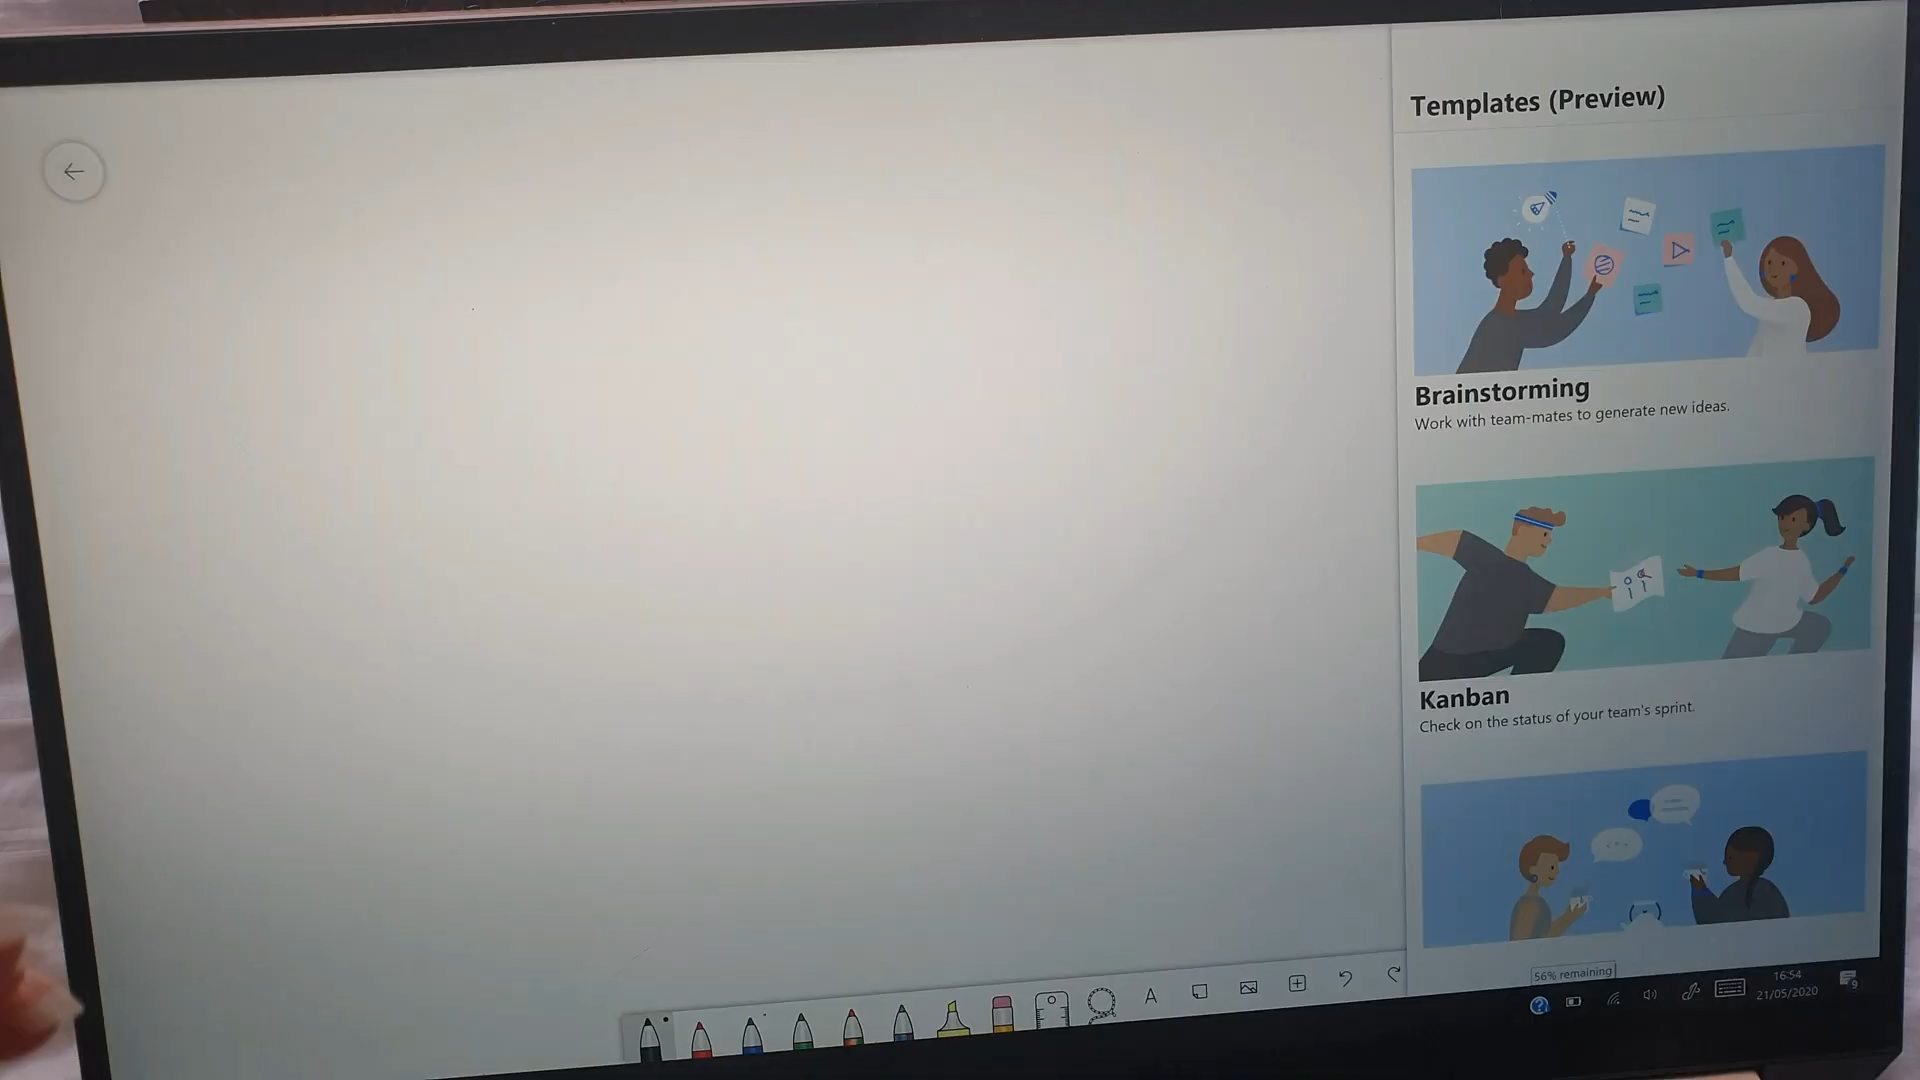 Templates (Preview)
Brainstorming
Work with team-mates to generate new ideas.
Kanban
Check on the status of your team's sprint.
A
56% remaining
16:54
21/05/2020
9